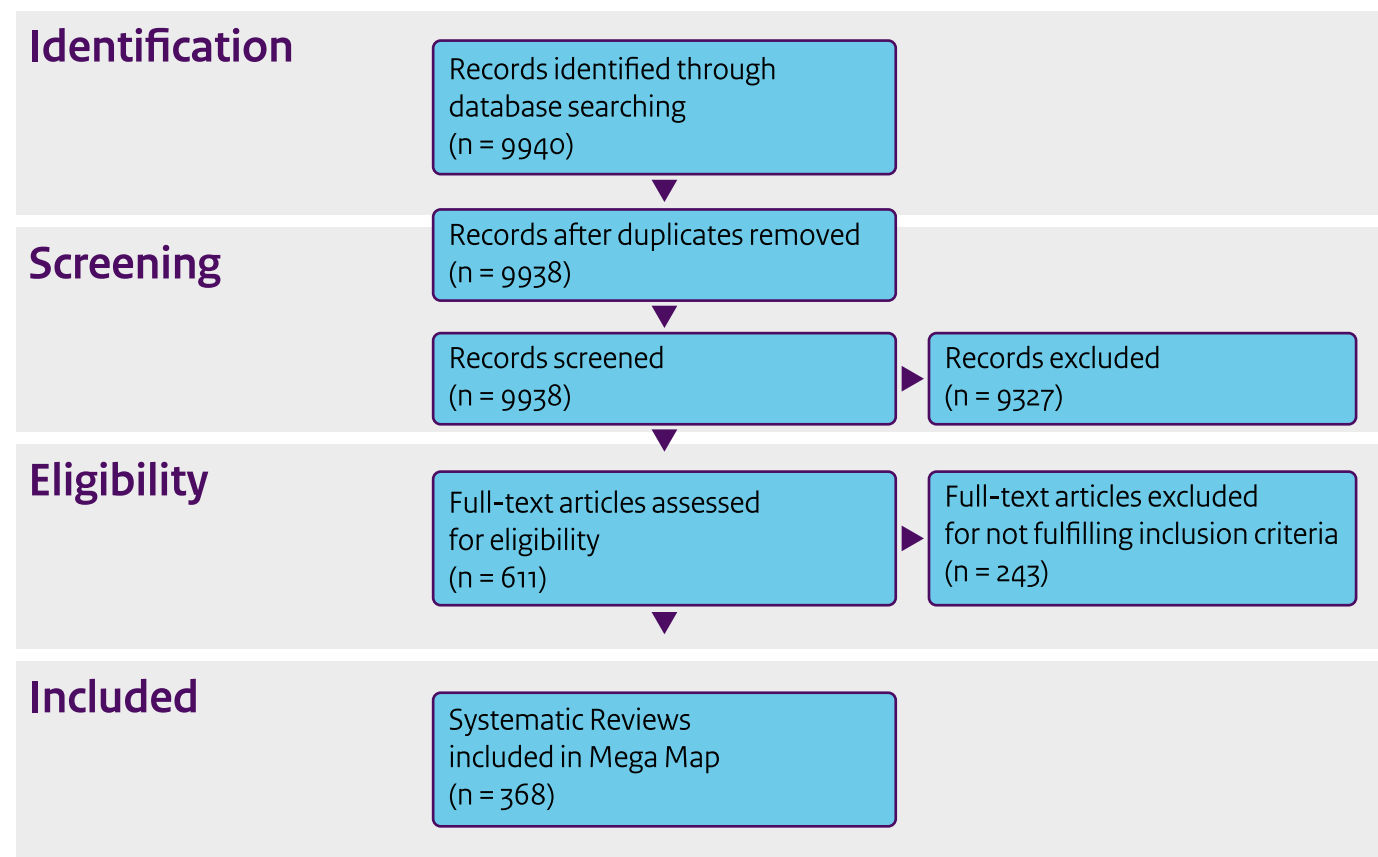 Identification
Records identified through
database searching
(n = 9940)
Screening
Records after duplicates removed
(n = 9938)
Records screened
(n = 9938)
Records excluded
(n = 9327)
Eligibility
Full-text articles assessed
for eligibility
(n = 611)
Full-text articles excluded
for not fulfilling inclusion criteria
(n = 243)
Included
Systematic Reviews
included in Mega Map
(n = 368)